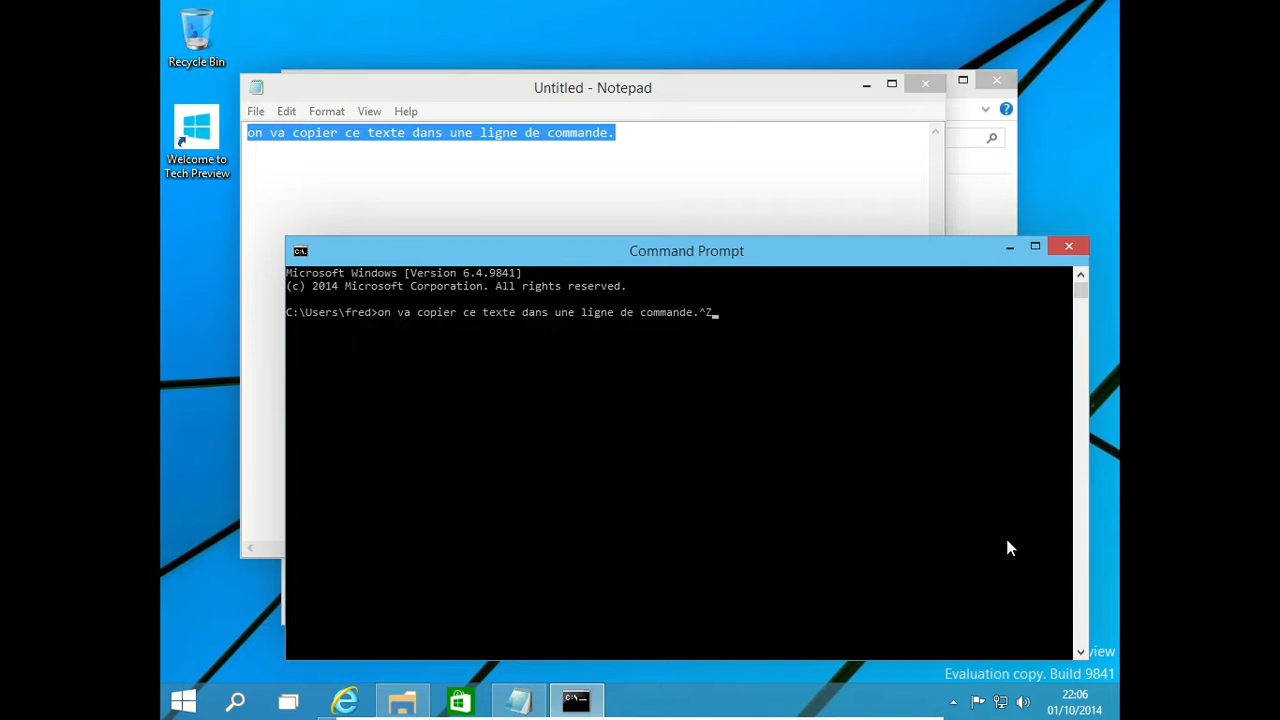 Recycle Bin
Welcome to
Tech Preview
Untitled - Notepad
File Edit Format View Help
on va copier ce texte dans une ligne de commande.
Command Prompt
Microsoft Windows [Version 6.4.9841]
(c) 2014 Microsoft Corporation. All rights reserved.
C:\Users\fred>on va copier ce texte dans une ligne de commande.^Z_
view
Evaluation copy. Build 9841
22:06
01/10/2014